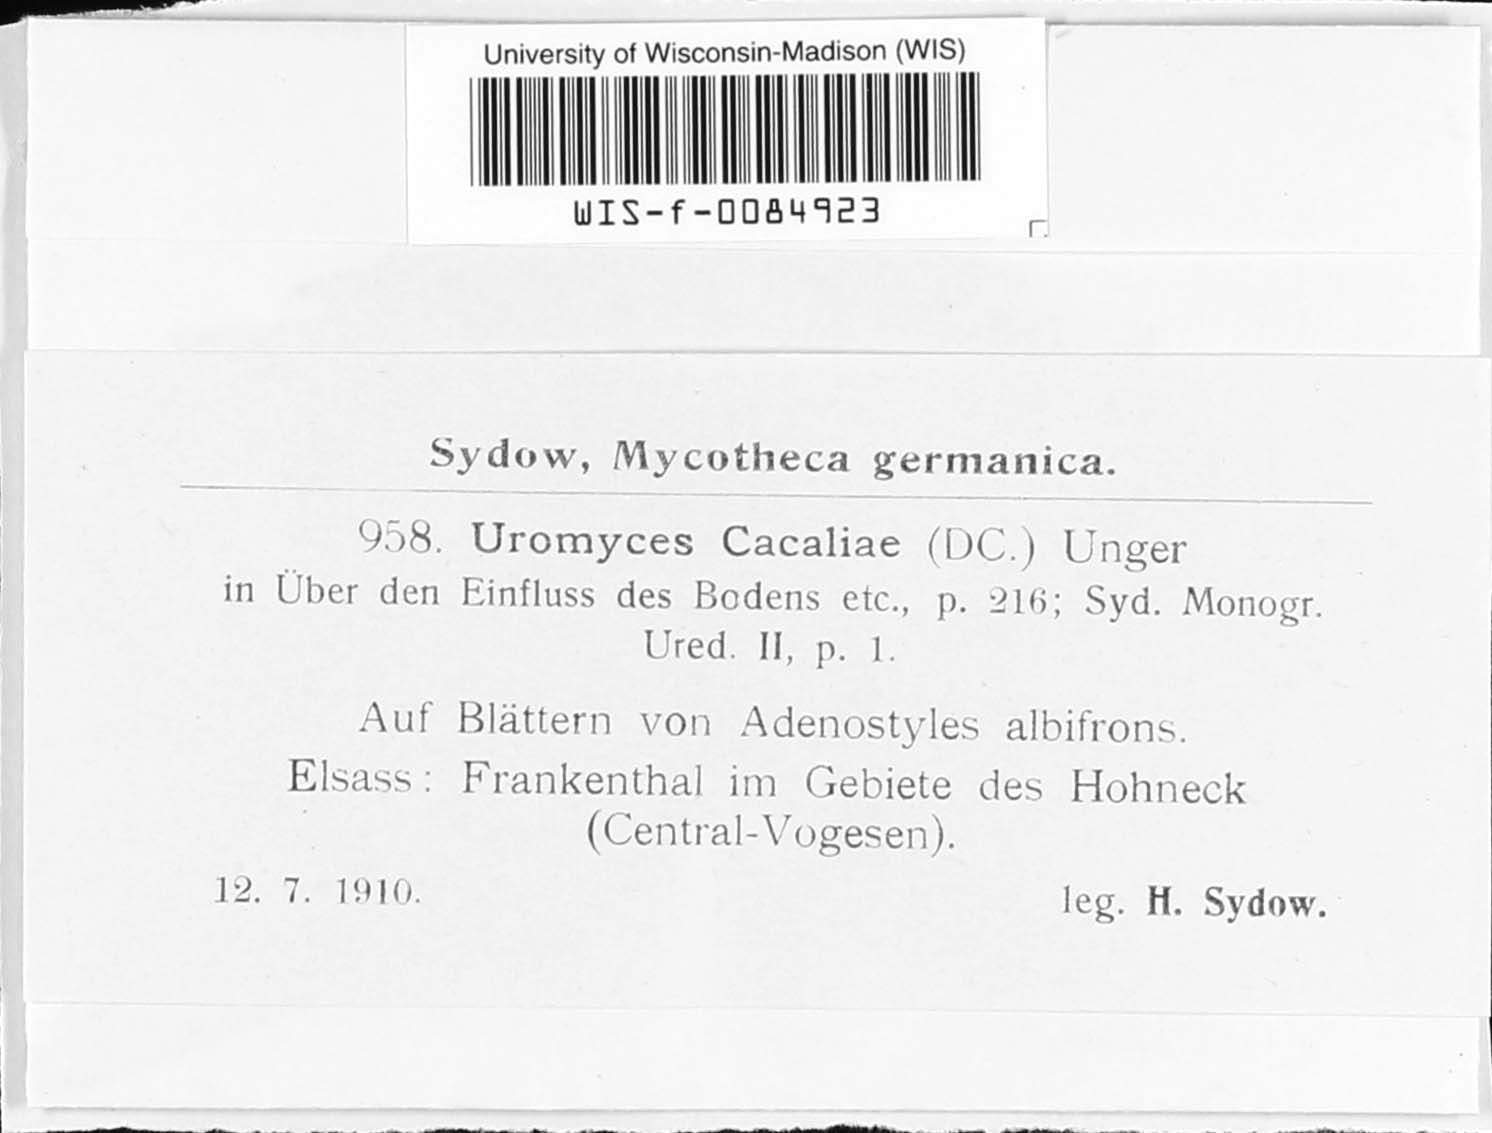 University of Wisconsin-Madison (WIS)
WIS-f-0084923
Sydow, Mycotheca germanica.
958. Uromyces Cacaliae (DC.) Unger
in Über den Einfluss des Bodens etc., p. 216; Syd. Monogr.
Ured. II, p. 1.
Auf Blättern von Adenostyles albifrons.
Elsass: Frankenthal im Gebiete des Hohneck
(Central-Vogesen).
12. 7. 1910. leg. H. Sydow.